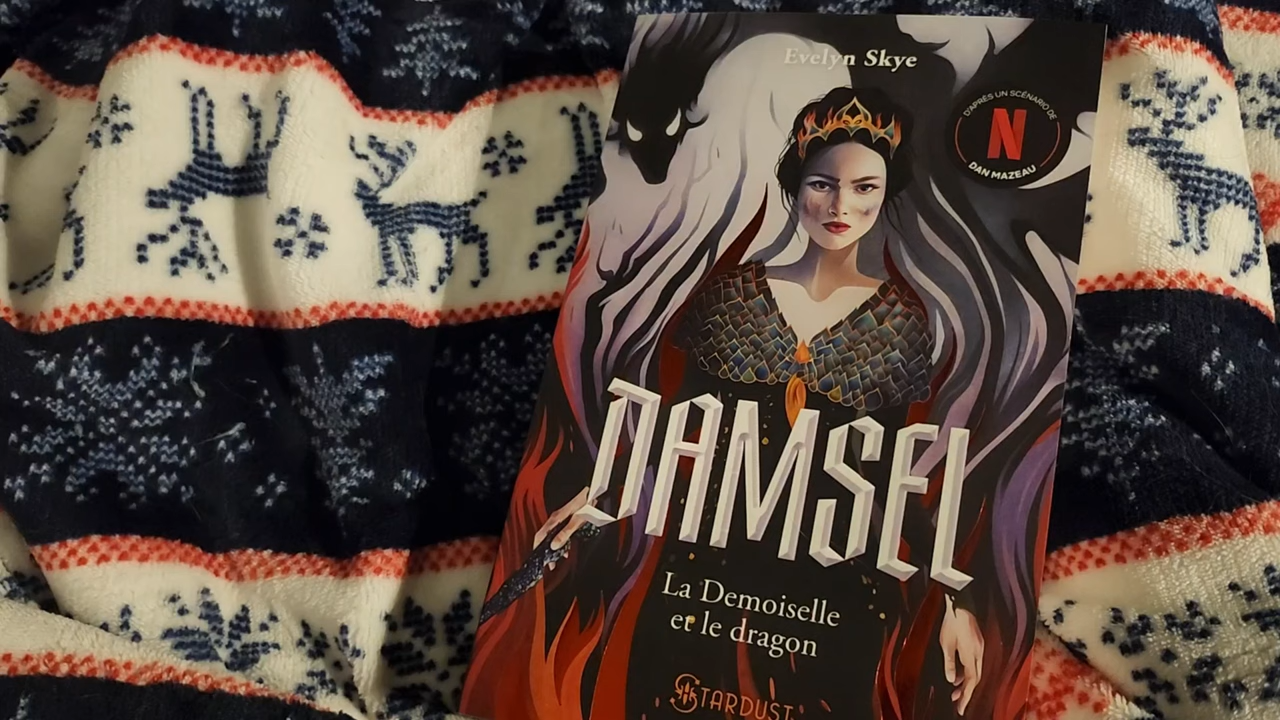 Evelyn Skye
D'APRÈS UN SCÉNARIO DE
N
DAN MAZEAU
DAMSEL
La Demoiselle
et le dragon
STARDUST